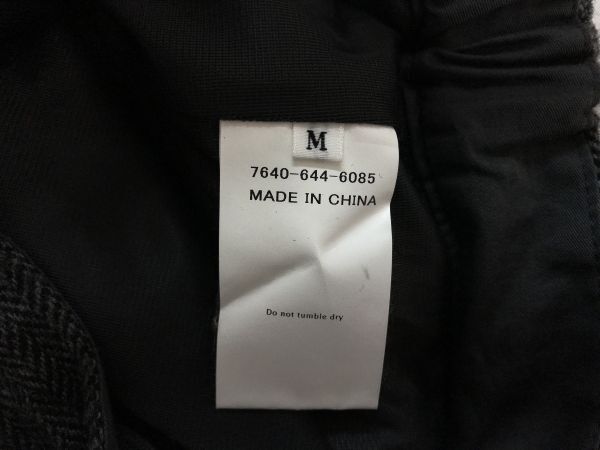 M
7640-644-6085
MADE IN CHINA
Do not tumble dry